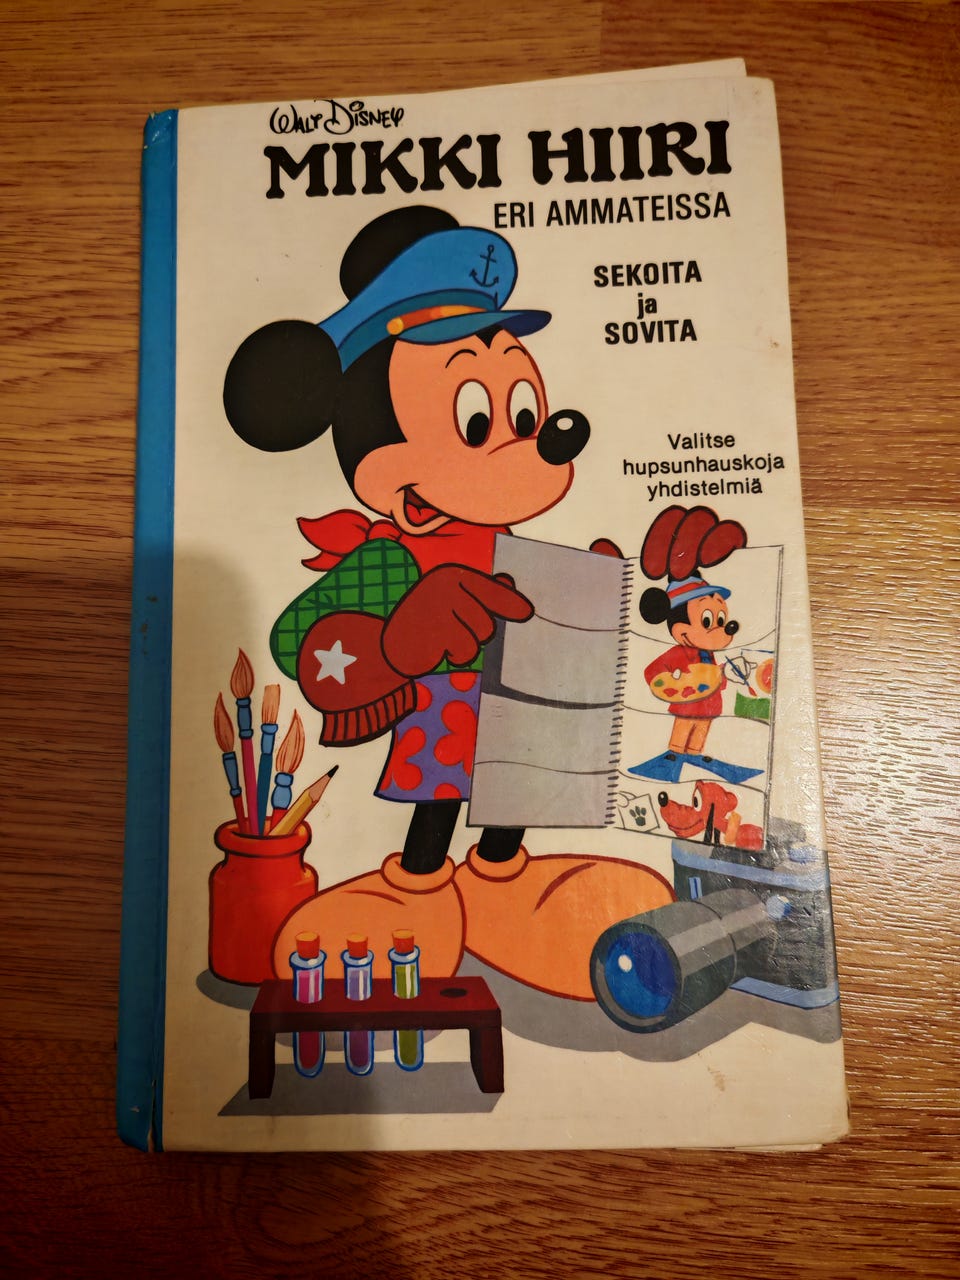 Walt Disney
MIKKI HIIRI
ERI AMMATEISSA
SEKOITA
ja
SOVITA
Valitse
hupsunhauskoja
yhdistelmiä